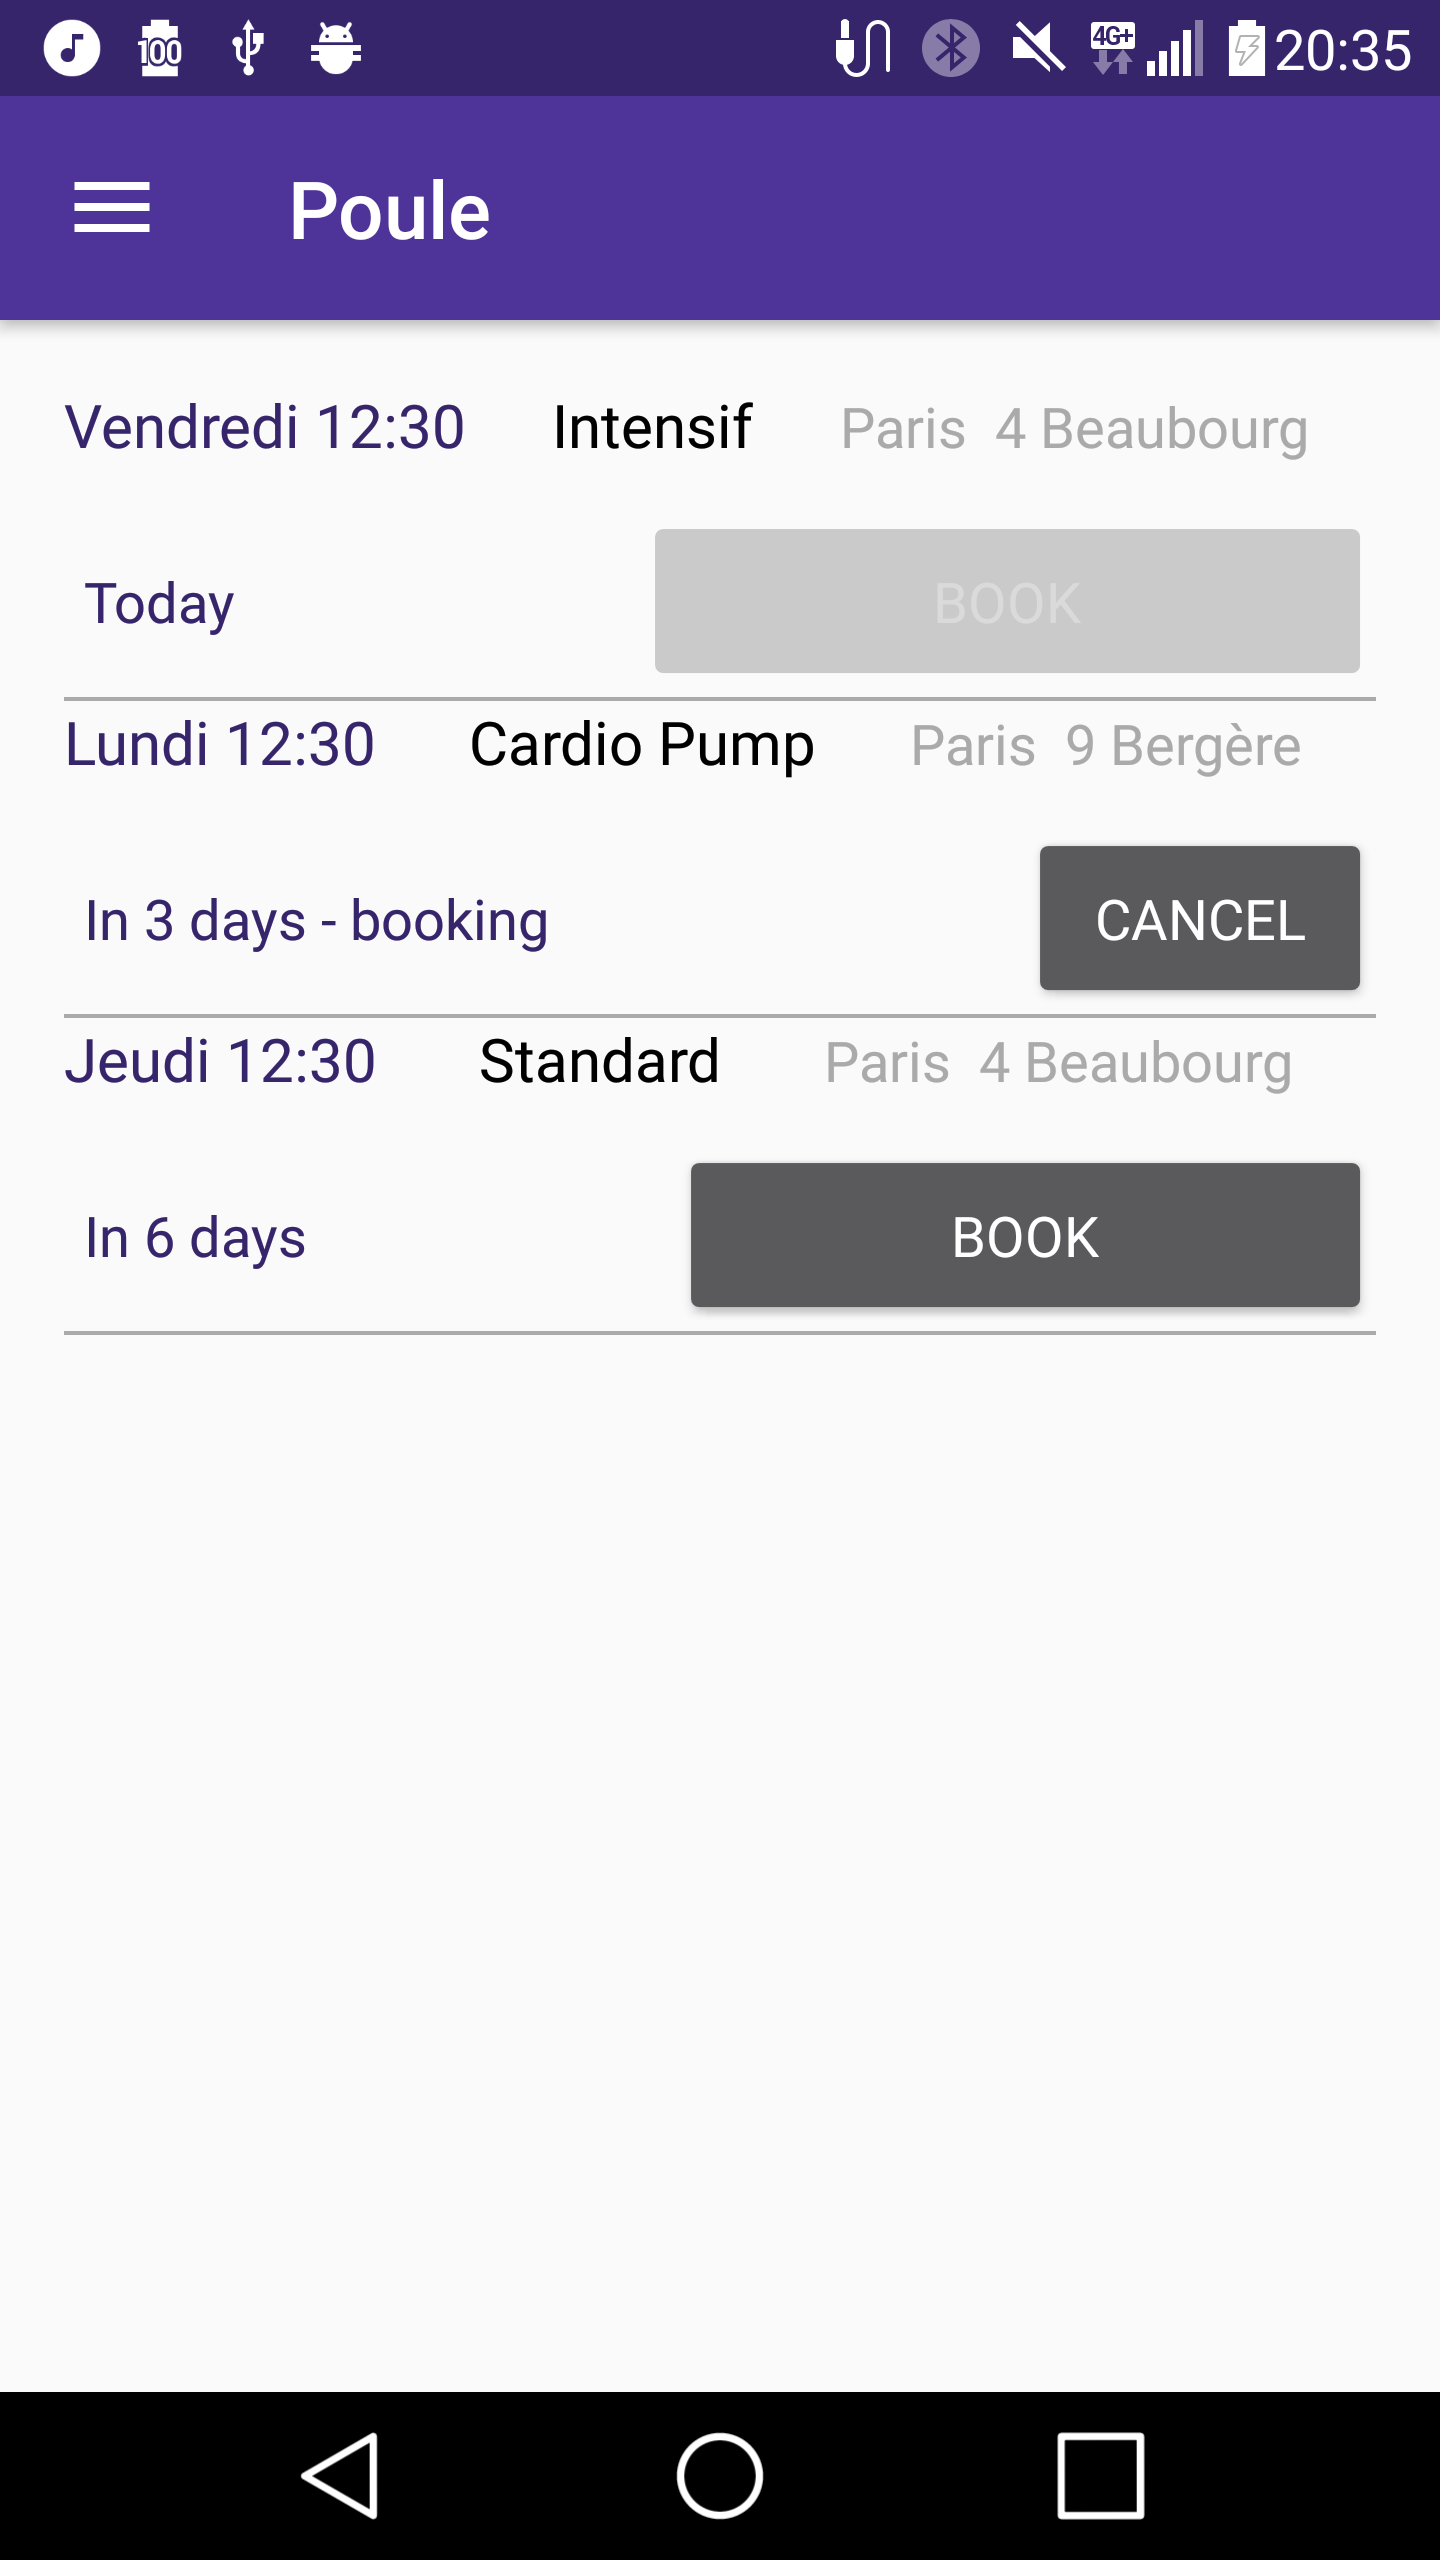 100 4G+ 20:35
Poule
Vendredi 12:30 Intensif Paris 4 Beaubourg
Today BOOK
Lundi 12:30 Cardio Pump Paris 9 Bergère
In 3 days - booking CANCEL
Jeudi 12:30 Standard Paris 4 Beaubourg
In 6 days BOOK